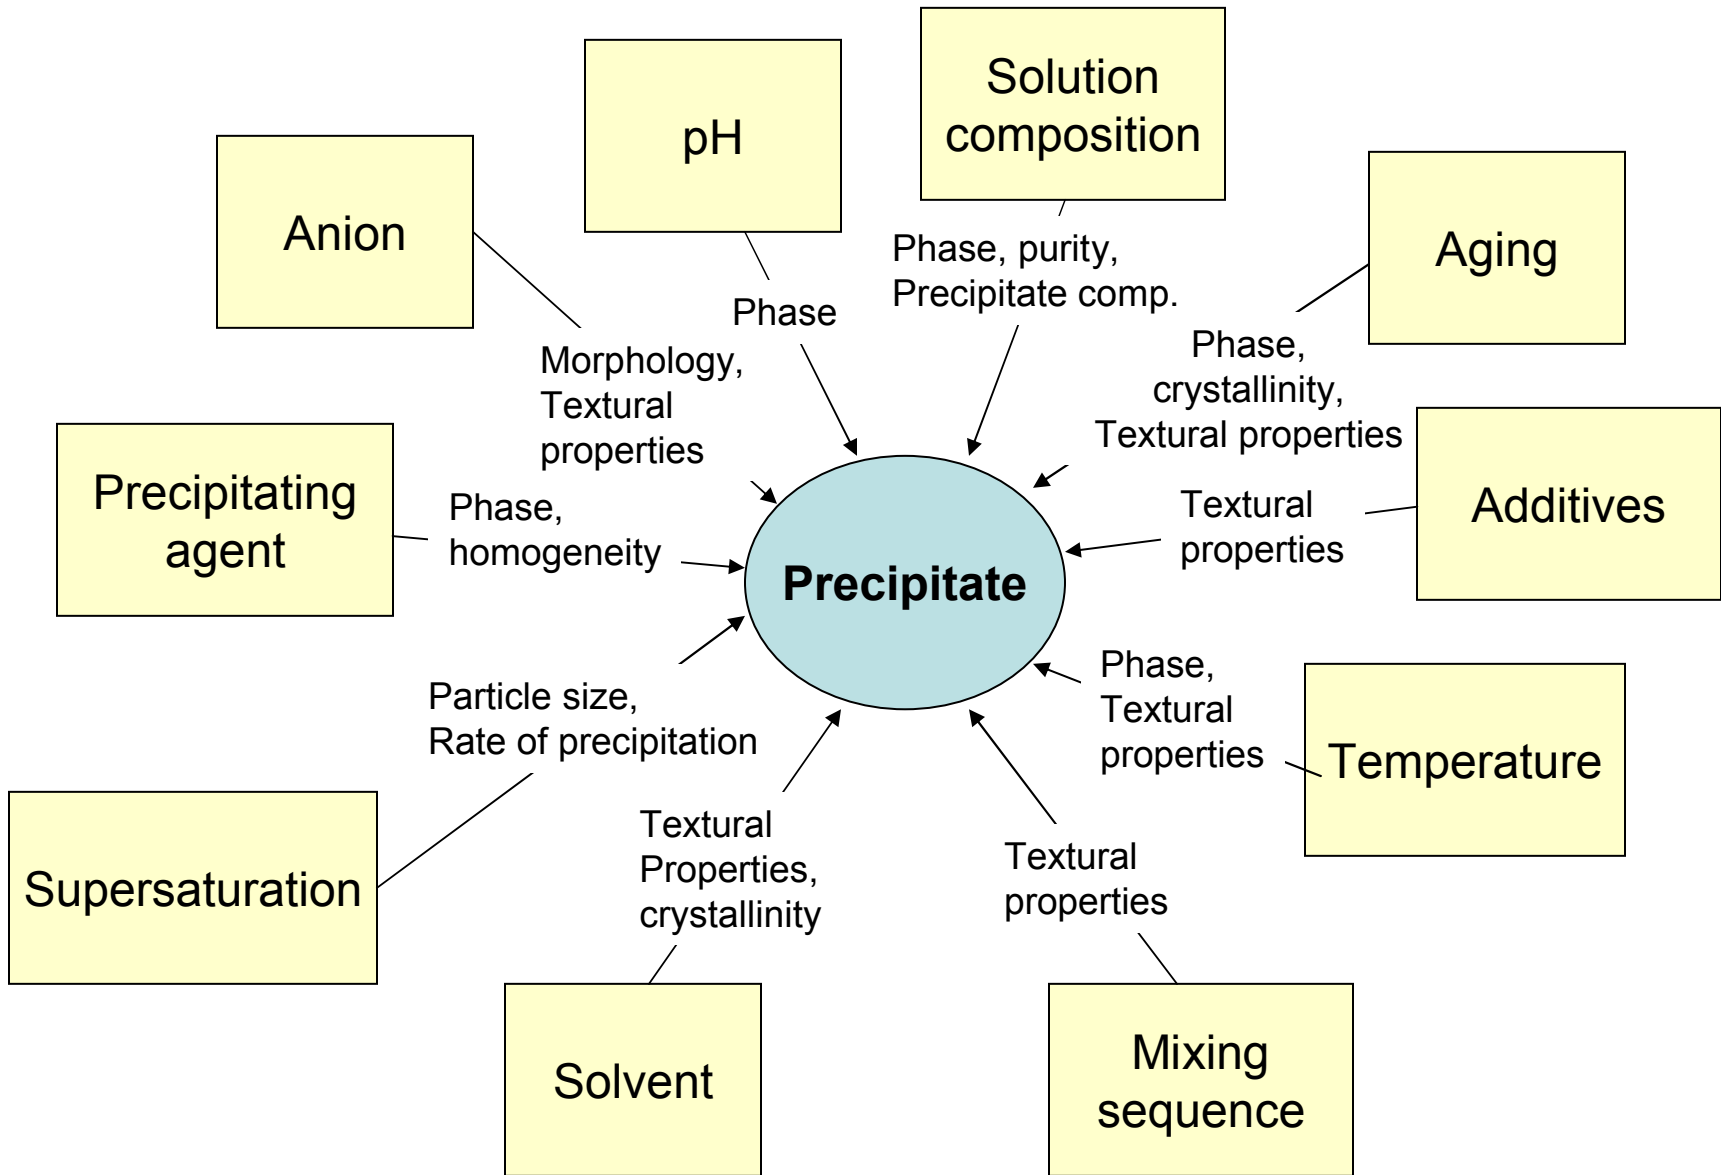 Solution
composition
pH
Anion
Aging
Phase, purity,
Precipitate comp.
Phase
Morphology,
Textural
properties
Phase,
crystallinity,
Textural properties
Precipitating
agent
Phase,
homogeneity
Textural
properties
Additives
Precipitate
Particle size,
Rate of precipitation
Phase,
Textural
properties
Temperature
Supersaturation
Textural
Properties,
crystallinity
Textural
properties
Solvent
Mixing
sequence